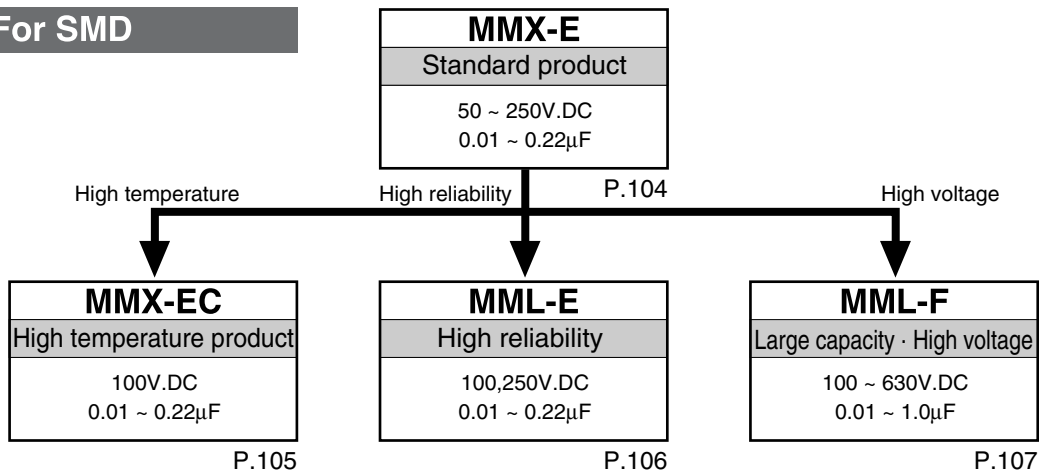 For SMD
MMX-E
Standard product
50 ~ 250V.DC
0.01 ~ 0.22µF
P.104
High temperature
High reliability
High voltage
MMX-EC
High temperature product
100V.DC
0.01 ~ 0.22µF
P.105
MML-E
High reliability
100,250V.DC
0.01 ~ 0.22µF
P.106
MML-F
Large capacity · High voltage
100 ~ 630V.DC
0.01 ~ 1.0µF
P.107